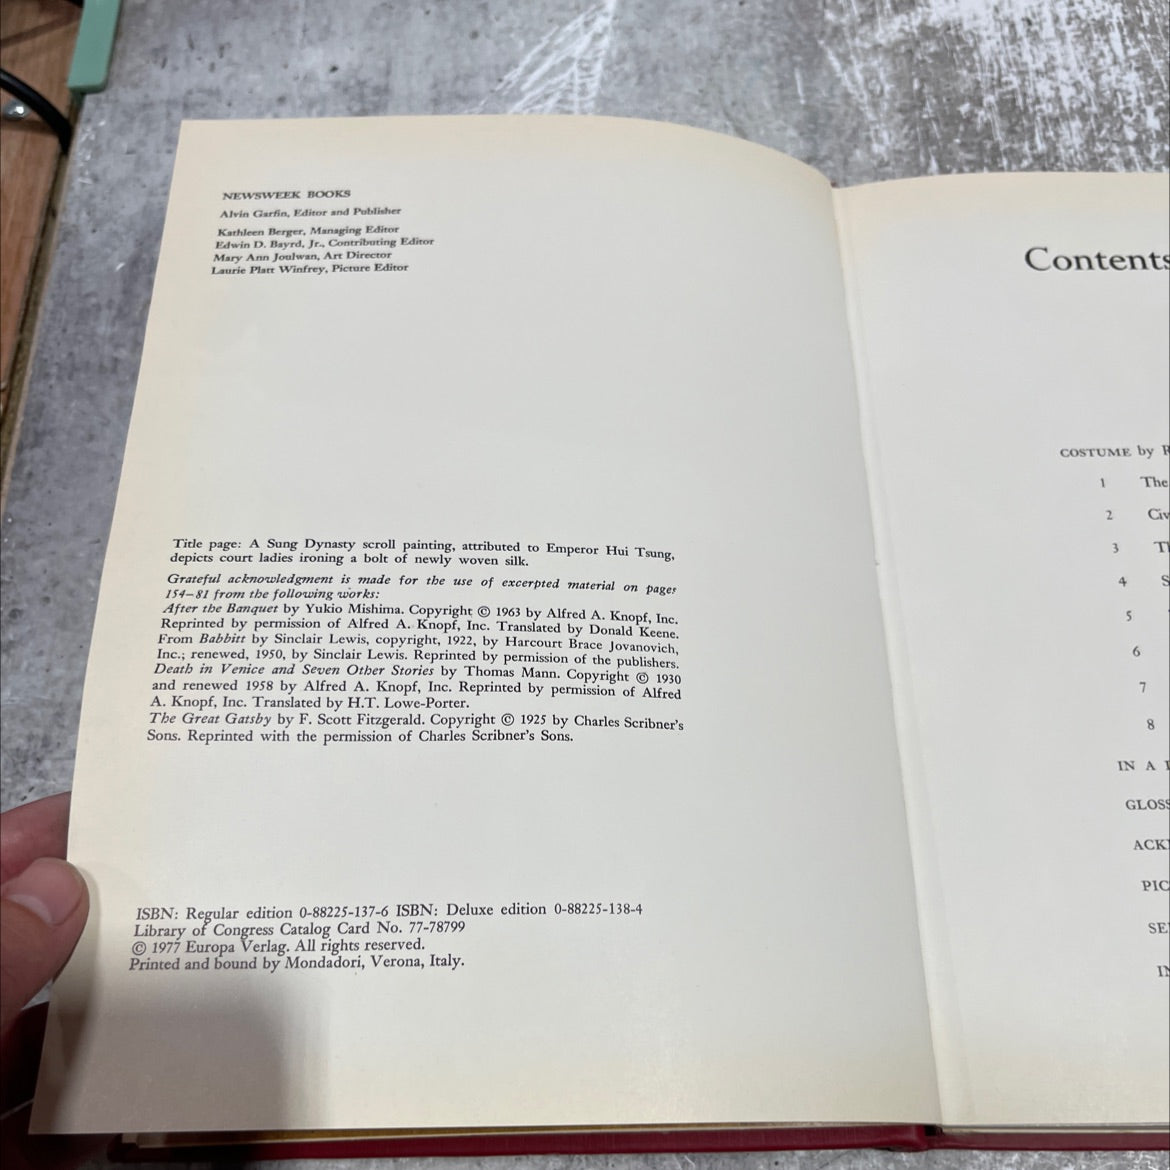 NEWSWEEK BOOKS
Alvin Garfin, Editor and Publisher
Kathleen Berger, Managing Editor
Edwin D. Bayrd, Jr., Contributing Editor
Mary Ann Joulwan, Art Director
Laurie Platt Winfrey, Picture Editor
Title page: A Sung Dynasty scroll painting, attributed to Emperor Hui Tsung,
depicts court ladies ironing a bolt of newly woven silk.
Grateful acknowledgment is made for the use of excerpted material on pages
154–81 from the following works:
After the Banquet by Yukio Mishima. Copyright © 1963 by Alfred A. Knopf, Inc.
Reprinted by permission of Alfred A. Knopf, Inc. Translated by Donald Keene.
From Babbitt by Sinclair Lewis, copyright, 1922, by Harcourt Brace Jovanovich,
Inc.; renewed, 1950, by Sinclair Lewis. Reprinted by permission of the publishers.
Death in Venice and Seven Other Stories by Thomas Mann. Copyright © 1930
and renewed 1958 by Alfred A. Knopf, Inc. Reprinted by permission of Alfred
A. Knopf, Inc. Translated by H.T. Lowe-Porter.
The Great Gatsby by F. Scott Fitzgerald. Copyright © 1925 by Charles Scribner's
Sons. Reprinted with the permission of Charles Scribner's Sons.
ISBN: Regular edition 0-88225-137-6 ISBN: Deluxe edition 0-88225-138-4
Library of Congress Catalog Card No. 77-78799
© 1977 Europa Verlag. All rights reserved.
Printed and bound by Mondadori, Verona, Italy.
Contents
COSTUME by R
1 The
2 Civ
3 Th
4 S
5
6
7
8
IN A
GLOSS
ACK
PIC
SE
IN